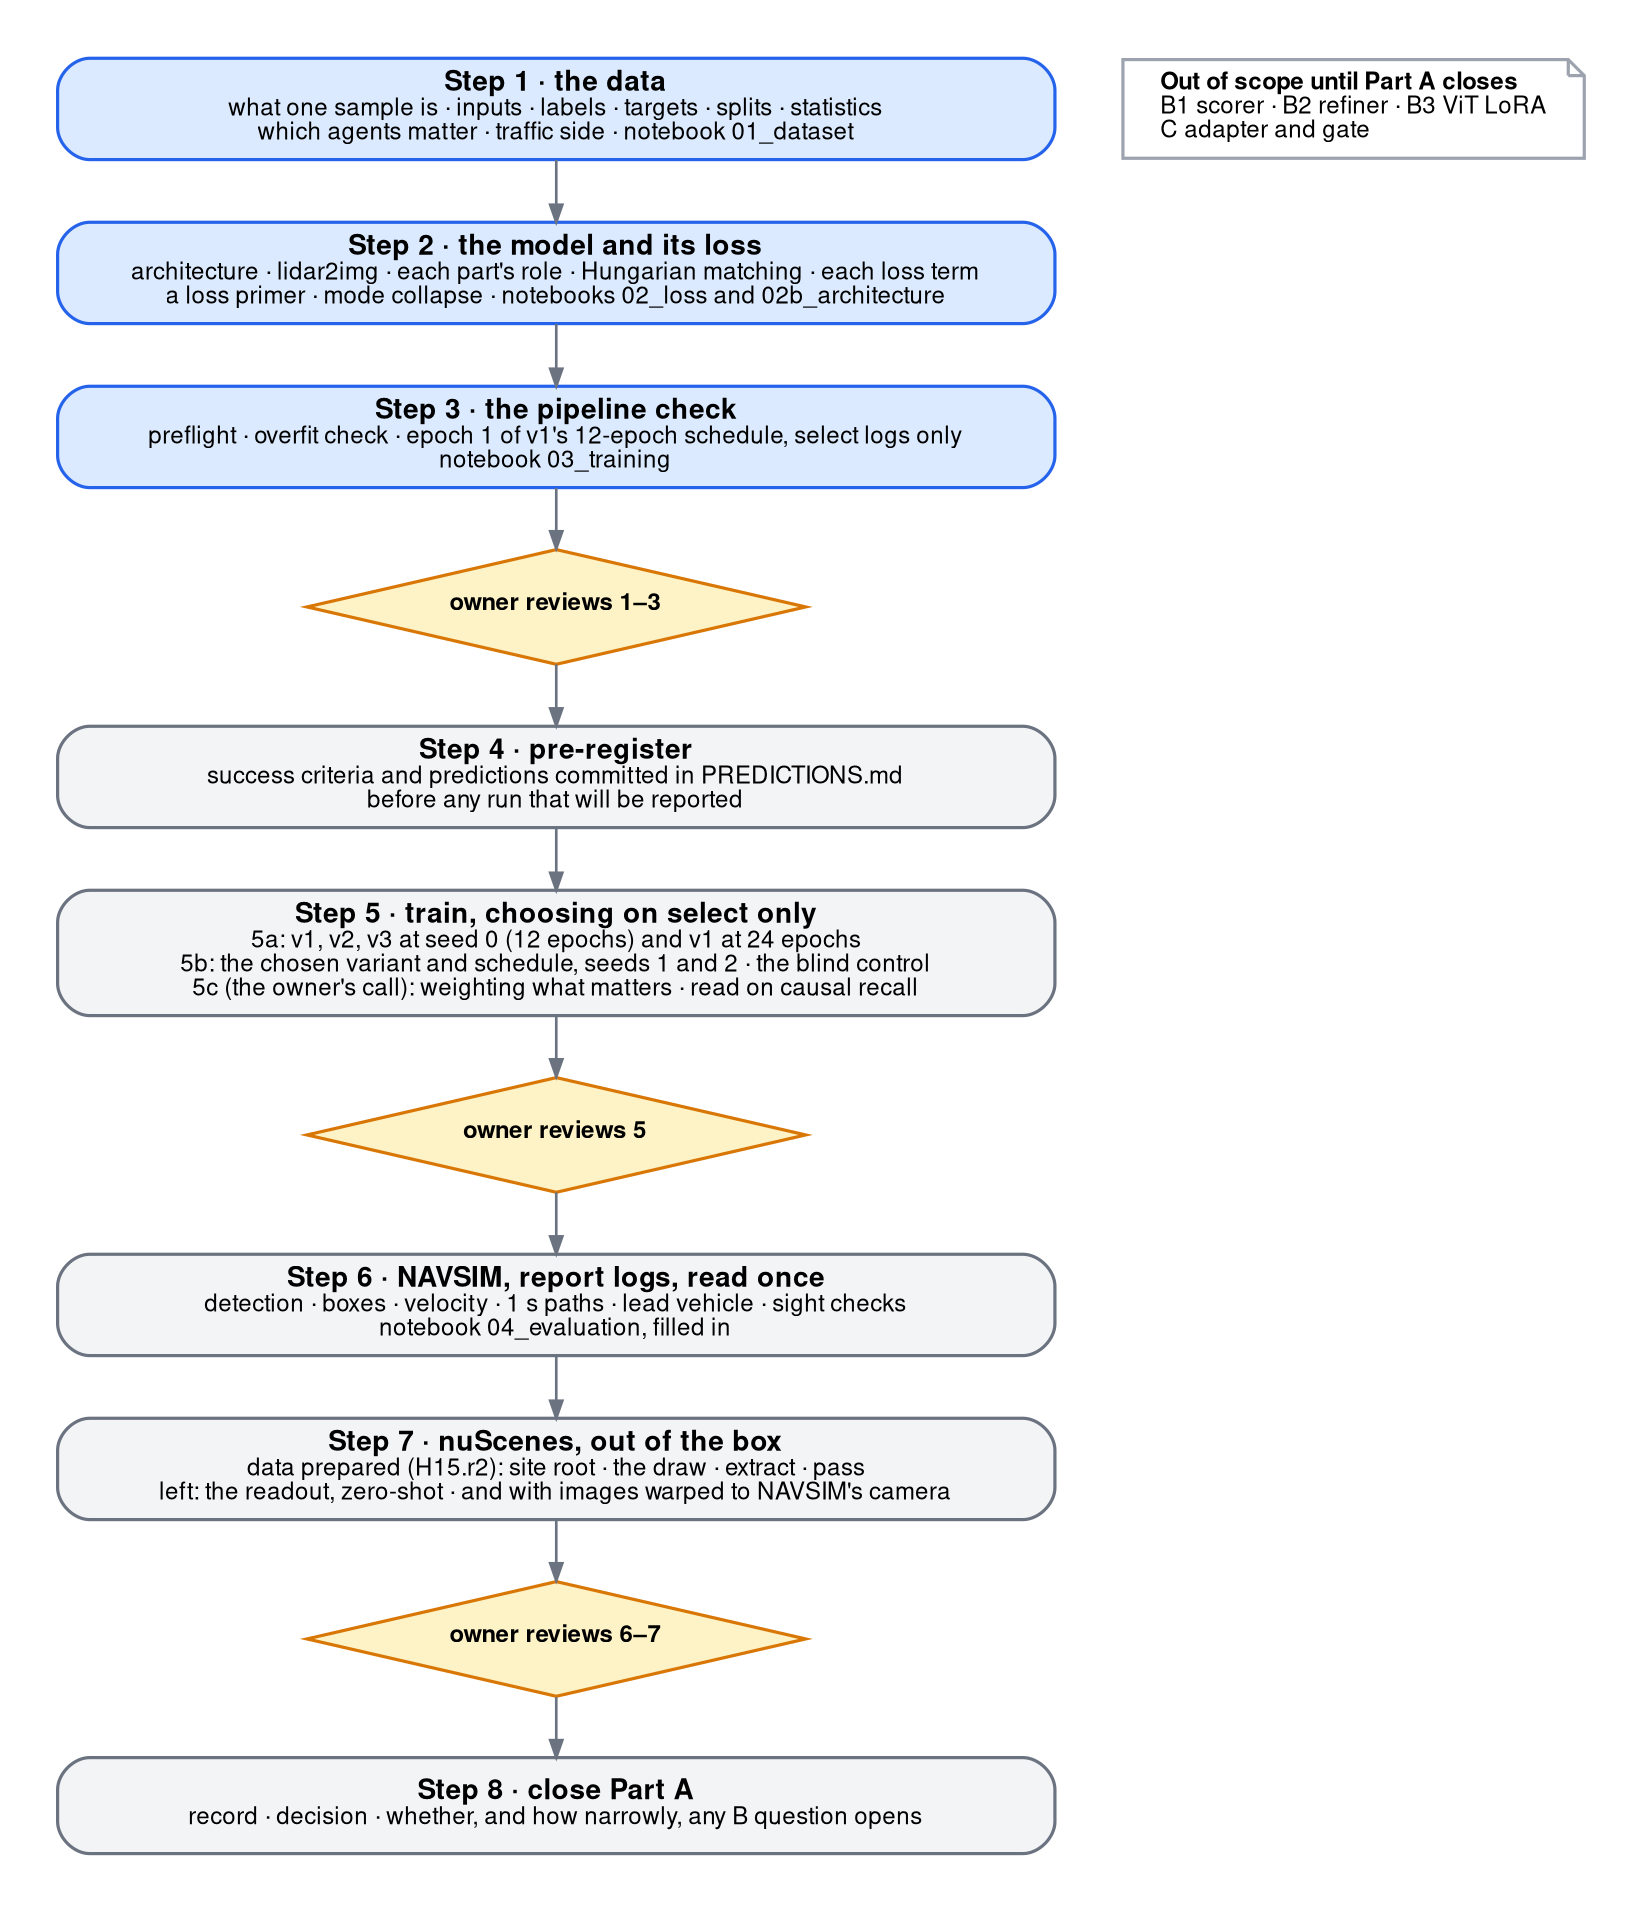 Step 1 · the data
what one sample is · inputs · labels · targets · splits · statistics
which agents matter · traffic side · notebook 01_dataset
Out of scope until Part A closes
B1 scorer · B2 refiner · B3 ViT LoRA
C adapter and gate
Step 2 · the model and its loss
architecture · lidar2img · each part's role · Hungarian matching · each loss term
a loss primer · mode collapse · notebooks 02_loss and 02b_architecture
Step 3 · the pipeline check
preflight · overfit check · epoch 1 of v1's 12-epoch schedule, select logs only
notebook 03_training
owner reviews 1–3
Step 4 · pre-register
success criteria and predictions committed in PREDICTIONS.md
before any run that will be reported
Step 5 · train, choosing on select only
5a: v1, v2, v3 at seed 0 (12 epochs) and v1 at 24 epochs
5b: the chosen variant and schedule, seeds 1 and 2 · the blind control
5c (the owner's call): weighting what matters · read on causal recall
owner reviews 5
Step 6 · NAVSIM, report logs, read once
detection · boxes · velocity · 1 s paths · lead vehicle · sight checks
notebook 04_evaluation, filled in
Step 7 · nuScenes, out of the box
data prepared (H15.r2): site root · the draw · extract · pass
left: the readout, zero-shot · and with images warped to NAVSIM's camera
owner reviews 6–7
Step 8 · close Part A
record · decision · whether, and how narrowly, any B question opens